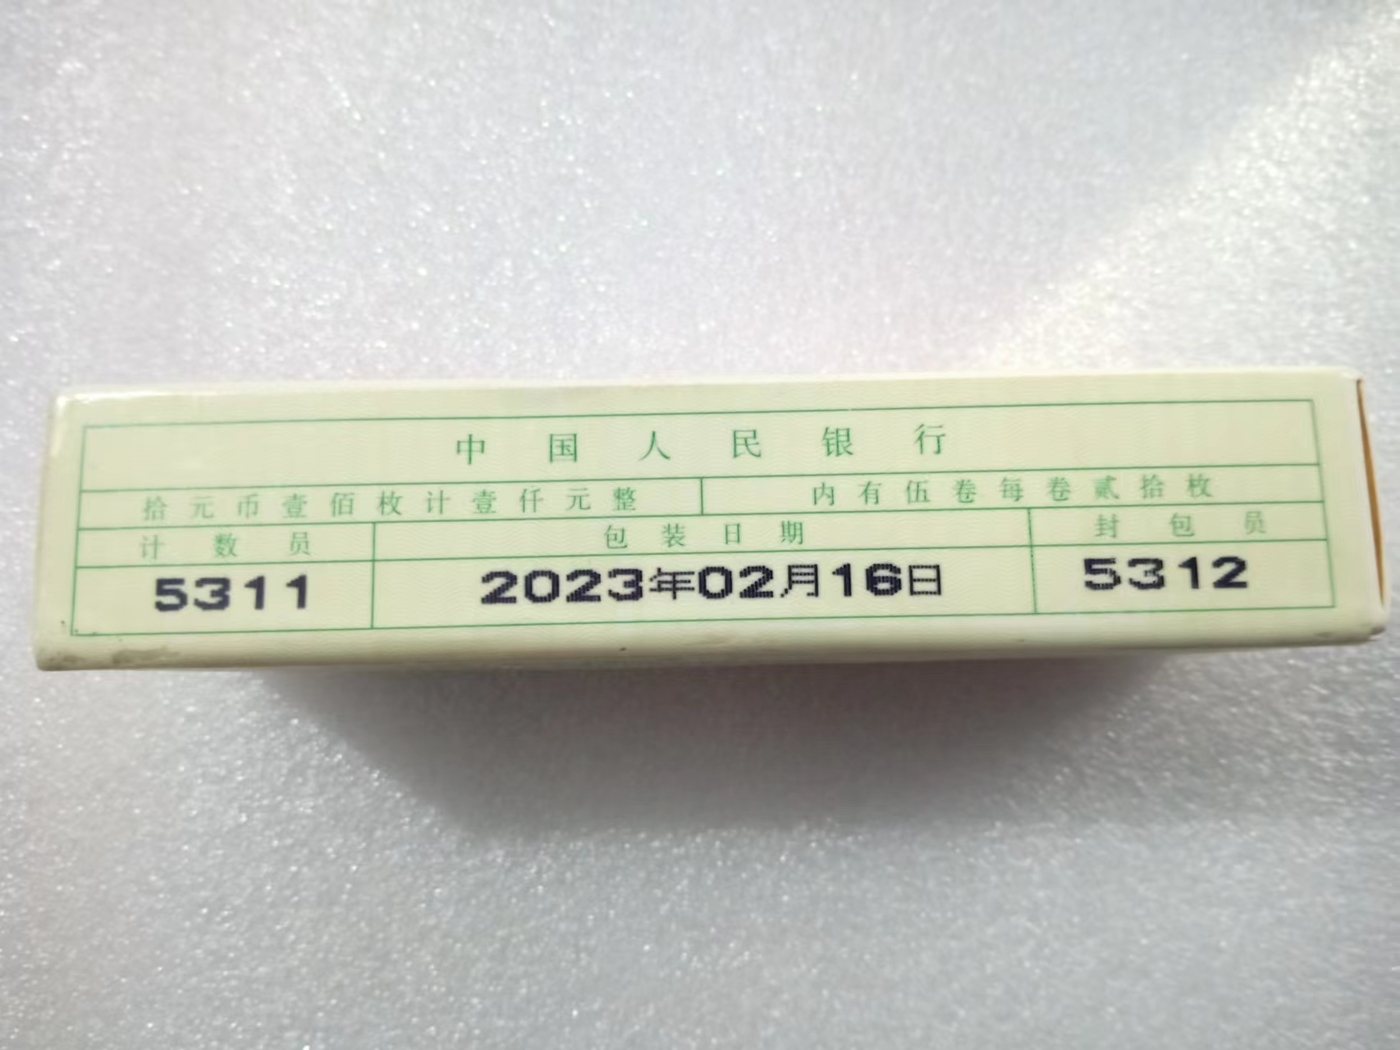 中国人民银行
拾元币壹佰枚计壹仟元整 内有伍卷每卷贰拾枚
计数员 包装日期 封包员
5311 2023年02月16日 5312